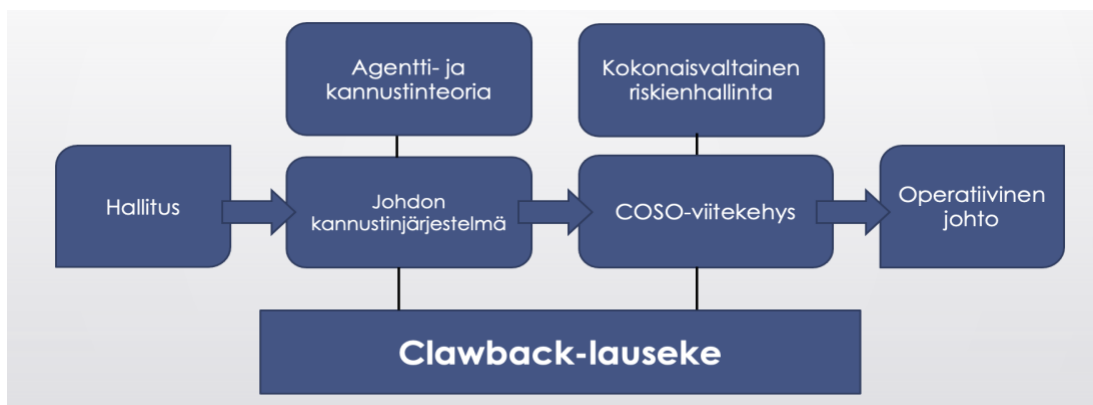 Agentti- ja
kannustinteoria
Kokonaisvaltainen
riskienhallinta
Hallitus
Johdon
kannustinjärjestelmä
COSO-viitekehys
Operatiivinen
johto
Clawback-lauseke